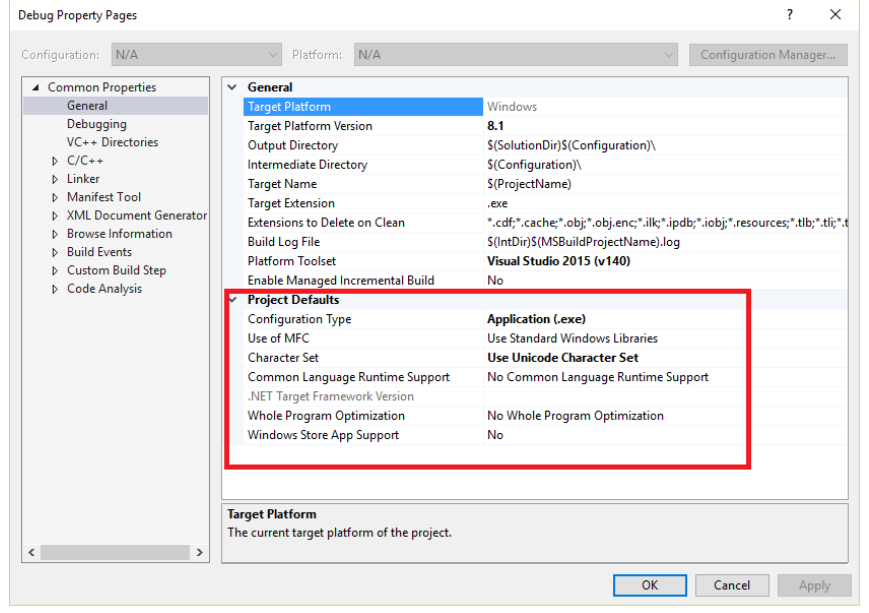 Debug Property Pages ? ×
Configuration: N/A Platform: N/A Configuration Manager...
Common Properties
General
Debugging
VC++ Directories
C/C++
Linker
Manifest Tool
XML Document Generator
Browse Information
Build Events
Custom Build Step
Code Analysis
General
Target Platform Windows
Target Platform Version 8.1
Output Directory $(SolutionDir)$(Configuration)\
Intermediate Directory $(Configuration)\
Target Name $(ProjectName)
Target Extension .exe
Extensions to Delete on Clean *.cdf;*.cache;*.obj;*.obj.enc;*.ilk;*.ipdb;*.iobj;*.resources;*.tlb;*.tli;*.t
Build Log File $(IntDir)$(MSBuildProjectName).log
Platform Toolset Visual Studio 2015 (v140)
Enable Managed Incremental Build No
Project Defaults
Configuration Type Application (.exe)
Use of MFC Use Standard Windows Libraries
Character Set Use Unicode Character Set
Common Language Runtime Support No Common Language Runtime Support
.NET Target Framework Version
Whole Program Optimization No Whole Program Optimization
Windows Store App Support No
Target Platform
The current target platform of the project.
OK Cancel Apply